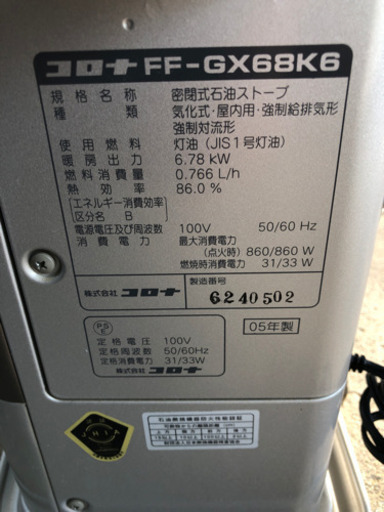 コロナ FF-GX68K6
規格名称 密閉式石油ストーブ
種類 気化式・屋内用・強制給排気形
強制対流形
使用燃料 灯油（JIS1号灯油）
暖房出力 6.78 kW
燃料消費量 0.766 L/h
熱効率 86.0 %
[エネルギー消費効率]
区分名 B
電源電圧及び周波数 100V 50/60 Hz
消費電力 最大消費電力
(点火時) 860/860 W
燃焼時消費電力 31/33 W
株式会社 コロナ 製造番号
6240502
PS
E
定格電圧 100V
定格周波数 50/60Hz
定格消費電力 31/33W
05年製
JHIA